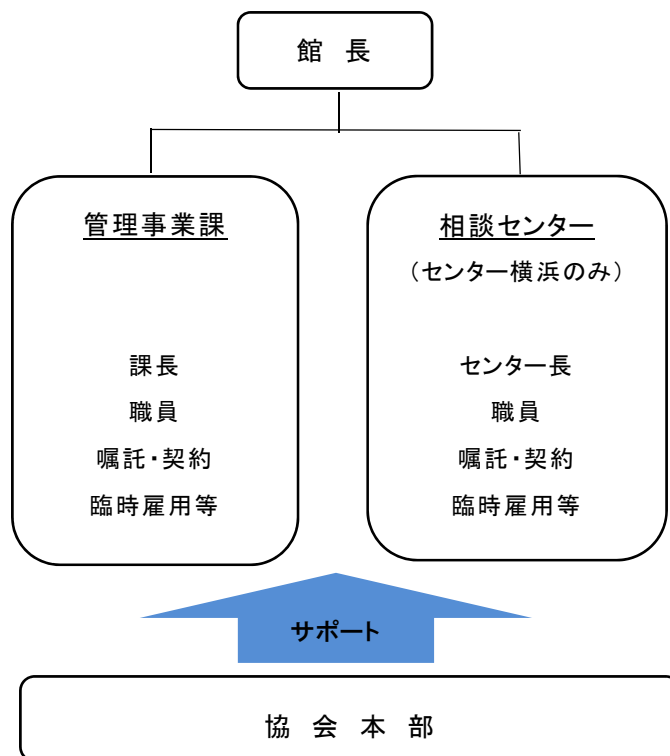 館 長
管理事業課
課長
職員
嘱託・契約
臨時雇用等
相談センター
（センター横浜のみ）
センター長
職員
嘱託・契約
臨時雇用等
サポート
協 会 本 部